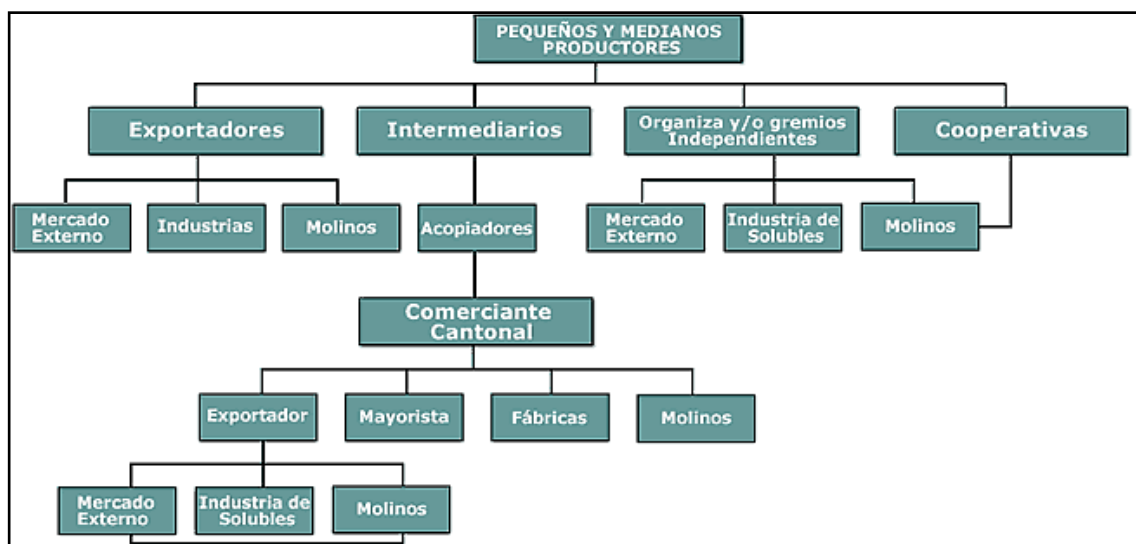 PEQUEÑOS Y MEDIANOS
PRODUCTORES
Exportadores
Intermediarios
Organiza y/o gremios
Independientes
Cooperativas
Mercado
Externo
Industrias
Molinos
Acopiadores
Mercado
Externo
Industria de
Solubles
Molinos
Comerciante
Cantonal
Exportador
Mayorista
Fábricas
Molinos
Mercado
Externo
Industria de
Solubles
Molinos